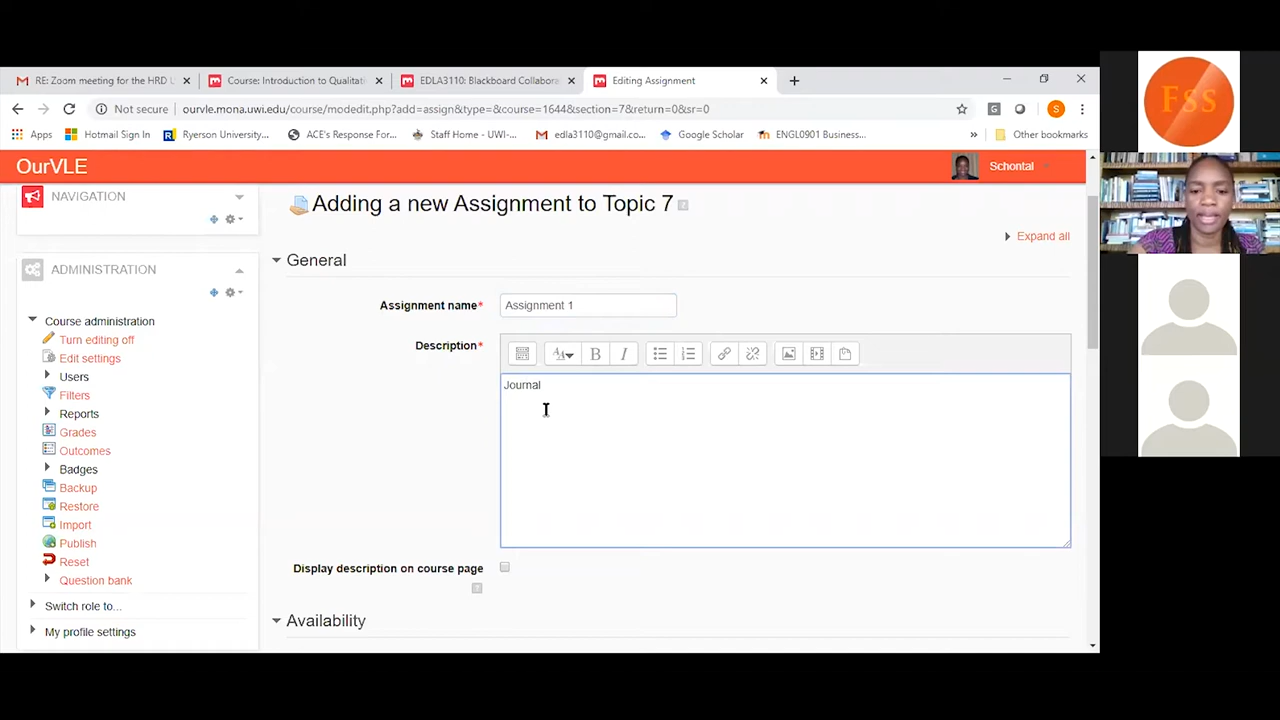 RE: Zoom meeting for the HRD U
Course: Introduction to Qualitat
EDLA3110: Blackboard Collabora
Editing Assignment
Not secure
ourvle.mona.uwi.edu/course/modedit.php?add=assign&type=&course=1644&section=7&return=0&sr=0
Apps
Hotmail Sign In
Ryerson University...
ACE's Response For...
Staff Home - UWI-...
edla3110@gmail.co...
Google Scholar
ENGL0901 Business...
»
Other bookmarks
OurVLE
Schontal
NAVIGATION
ADMINISTRATION
Course administration
Turn editing off
Edit settings
Users
Filters
Reports
Grades
Outcomes
Badges
Backup
Restore
Import
Publish
Reset
Question bank
Switch role to...
My profile settings
Adding a new Assignment to Topic 7
Expand all
General
Assignment name*
Assignment 1
Description*
Journal
Display description on course page
Availability
FSS
S